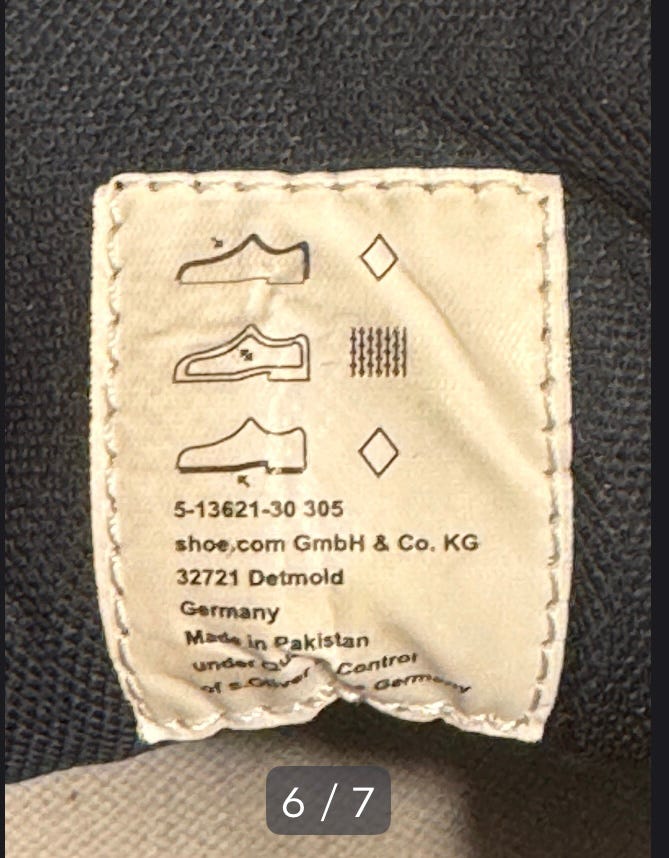 5-13621-30 305
shoe.com GmbH & Co. KG
32721 Detmold
Germany
Made in Pakistan
under Control
of s.Oliver Germany
6 / 7